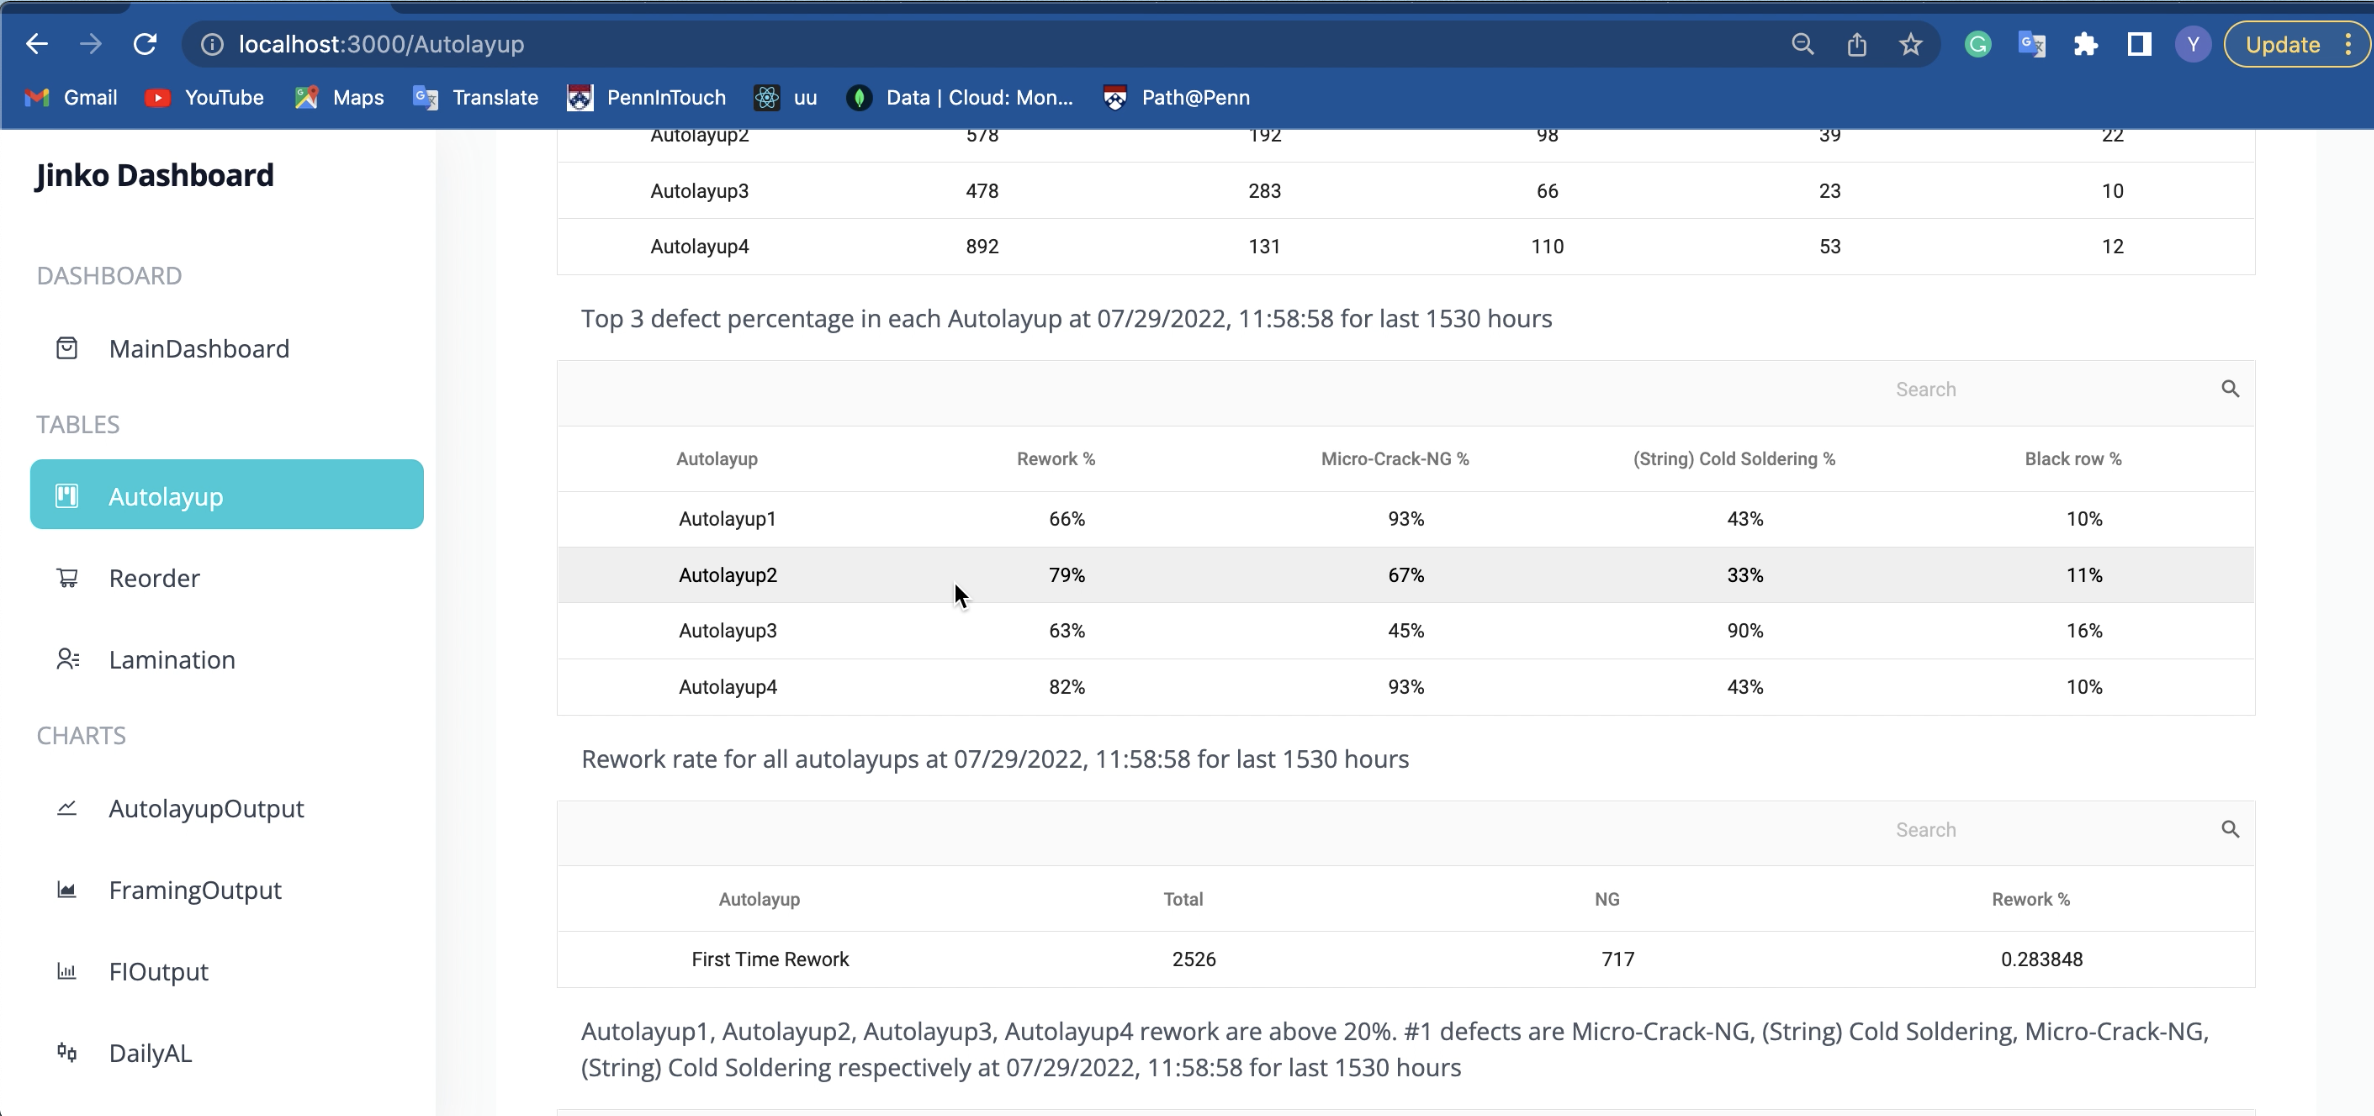 localhost:3000/Autolayup
Y
Update
Gmail
YouTube
Maps
Translate
PennInTouch
uu
Data | Cloud: Mon...
Path@Penn
Jinko Dashboard
DASHBOARD
MainDashboard
TABLES
Autolayup
Reorder
Lamination
CHARTS
AutolayupOutput
FramingOutput
FIOutput
DailyAL
Autolayup2 578 192 98 39 22
Autolayup3 478 283 66 23 10
Autolayup4 892 131 110 53 12
Top 3 defect percentage in each Autolayup at 07/29/2022, 11:58:58 for last 1530 hours
Search
Autolayup Rework % Micro-Crack-NG % (String) Cold Soldering % Black row %
Autolayup1 66% 93% 43% 10%
Autolayup2 79% 67% 33% 11%
Autolayup3 63% 45% 90% 16%
Autolayup4 82% 93% 43% 10%
Rework rate for all autolayups at 07/29/2022, 11:58:58 for last 1530 hours
Search
Autolayup Total NG Rework %
First Time Rework 2526 717 0.283848
Autolayup1, Autolayup2, Autolayup3, Autolayup4 rework are above 20%. #1 defects are Micro-Crack-NG, (String) Cold Soldering, Micro-Crack-NG,
(String) Cold Soldering respectively at 07/29/2022, 11:58:58 for last 1530 hours